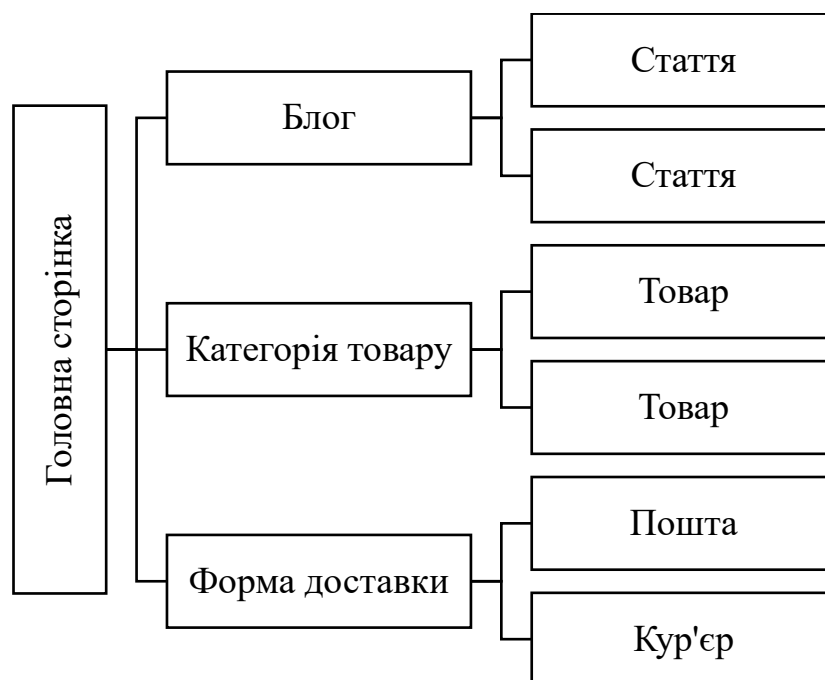 Головна сторінка
Блог
Стаття
Стаття
Категорія товару
Товар
Товар
Форма доставки
Пошта
Кур'єр